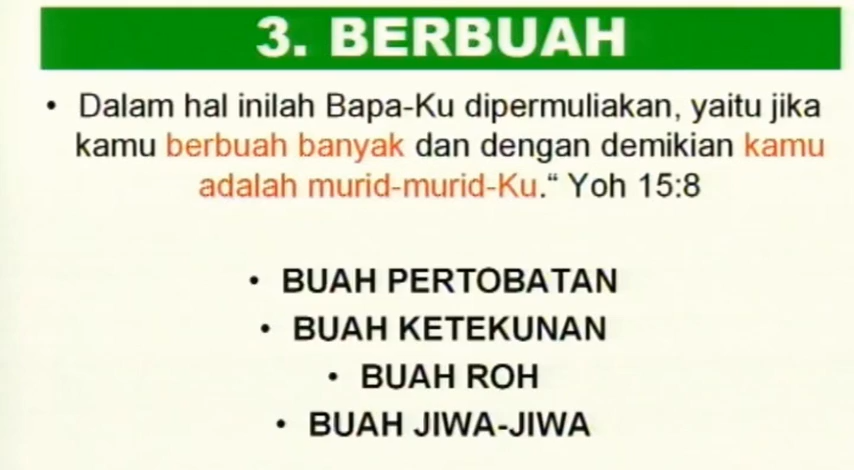 3. BERBUAH
• Dalam hal inilah Bapa-Ku dipermuliakan, yaitu jika
kamu berbuah banyak dan dengan demikian kamu
adalah murid-murid-Ku.“ Yoh 15:8
• BUAH PERTOBATAN
• BUAH KETEKUNAN
• BUAH ROH
• BUAH JIWA-JIWA